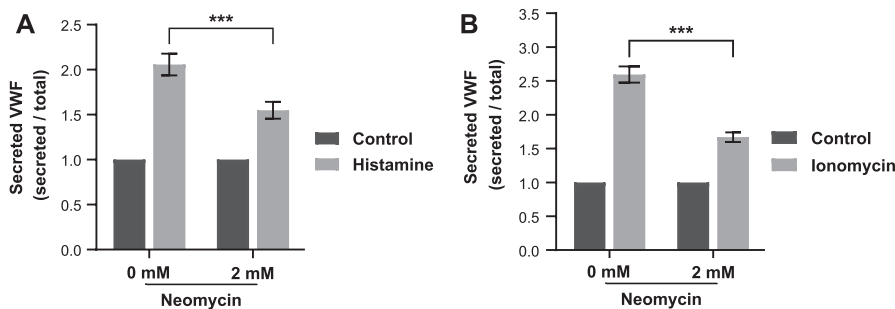 A
Secreted VWF
(secreted / total)
2.5
2.0
1.5
1.0
0.5
0.0
***
Control
Histamine
0 mM
2 mM
Neomycin
B
Secreted VWF
(secreted / total)
3.5
3.0
2.5
2.0
1.5
1.0
0.5
0.0
***
Control
Ionomycin
0 mM
2 mM
Neomycin